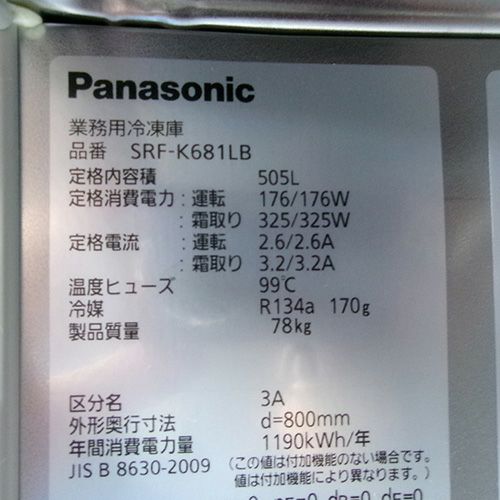 Panasonic
業務用冷凍庫
品番 SRF-K681LB
定格内容積 505L
定格消費電力 : 運転 176/176W
: 霜取り 325/325W
定格電流 : 運転 2.6/2.6A
: 霜取り 3.2/3.2A
温度ヒューズ 99℃
冷媒 R134a 170g
製品質量 78kg
区分名 3A
外形奥行寸法 d=800mm
年間消費電力量 1190kWh/年
JIS B 8630-2009 (この値は付加機能のない場合です。
値は付加機能により異なります。)